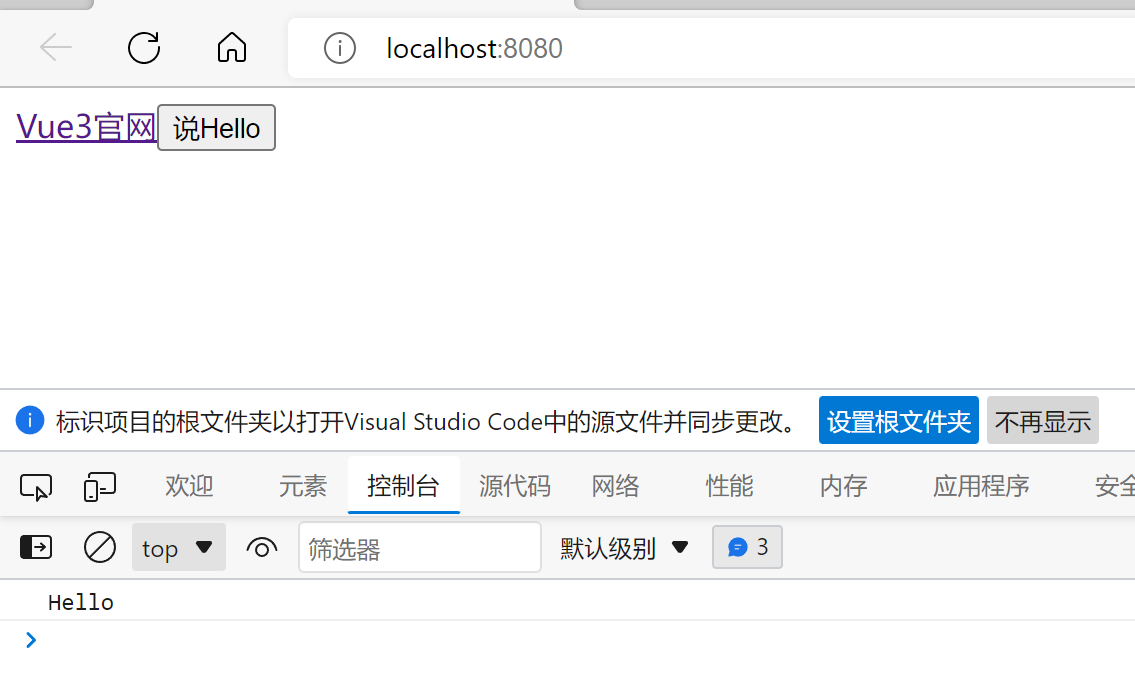 localhost:8080
Vue3官网 说Hello
标识项目的根文件夹以打开Visual Studio Code中的源文件并同步更改。 设置根文件夹 不再显示
欢迎 元素 控制台 源代码 网络 性能 内存 应用程序 安全
top 筛选器 默认级别 3
Hello